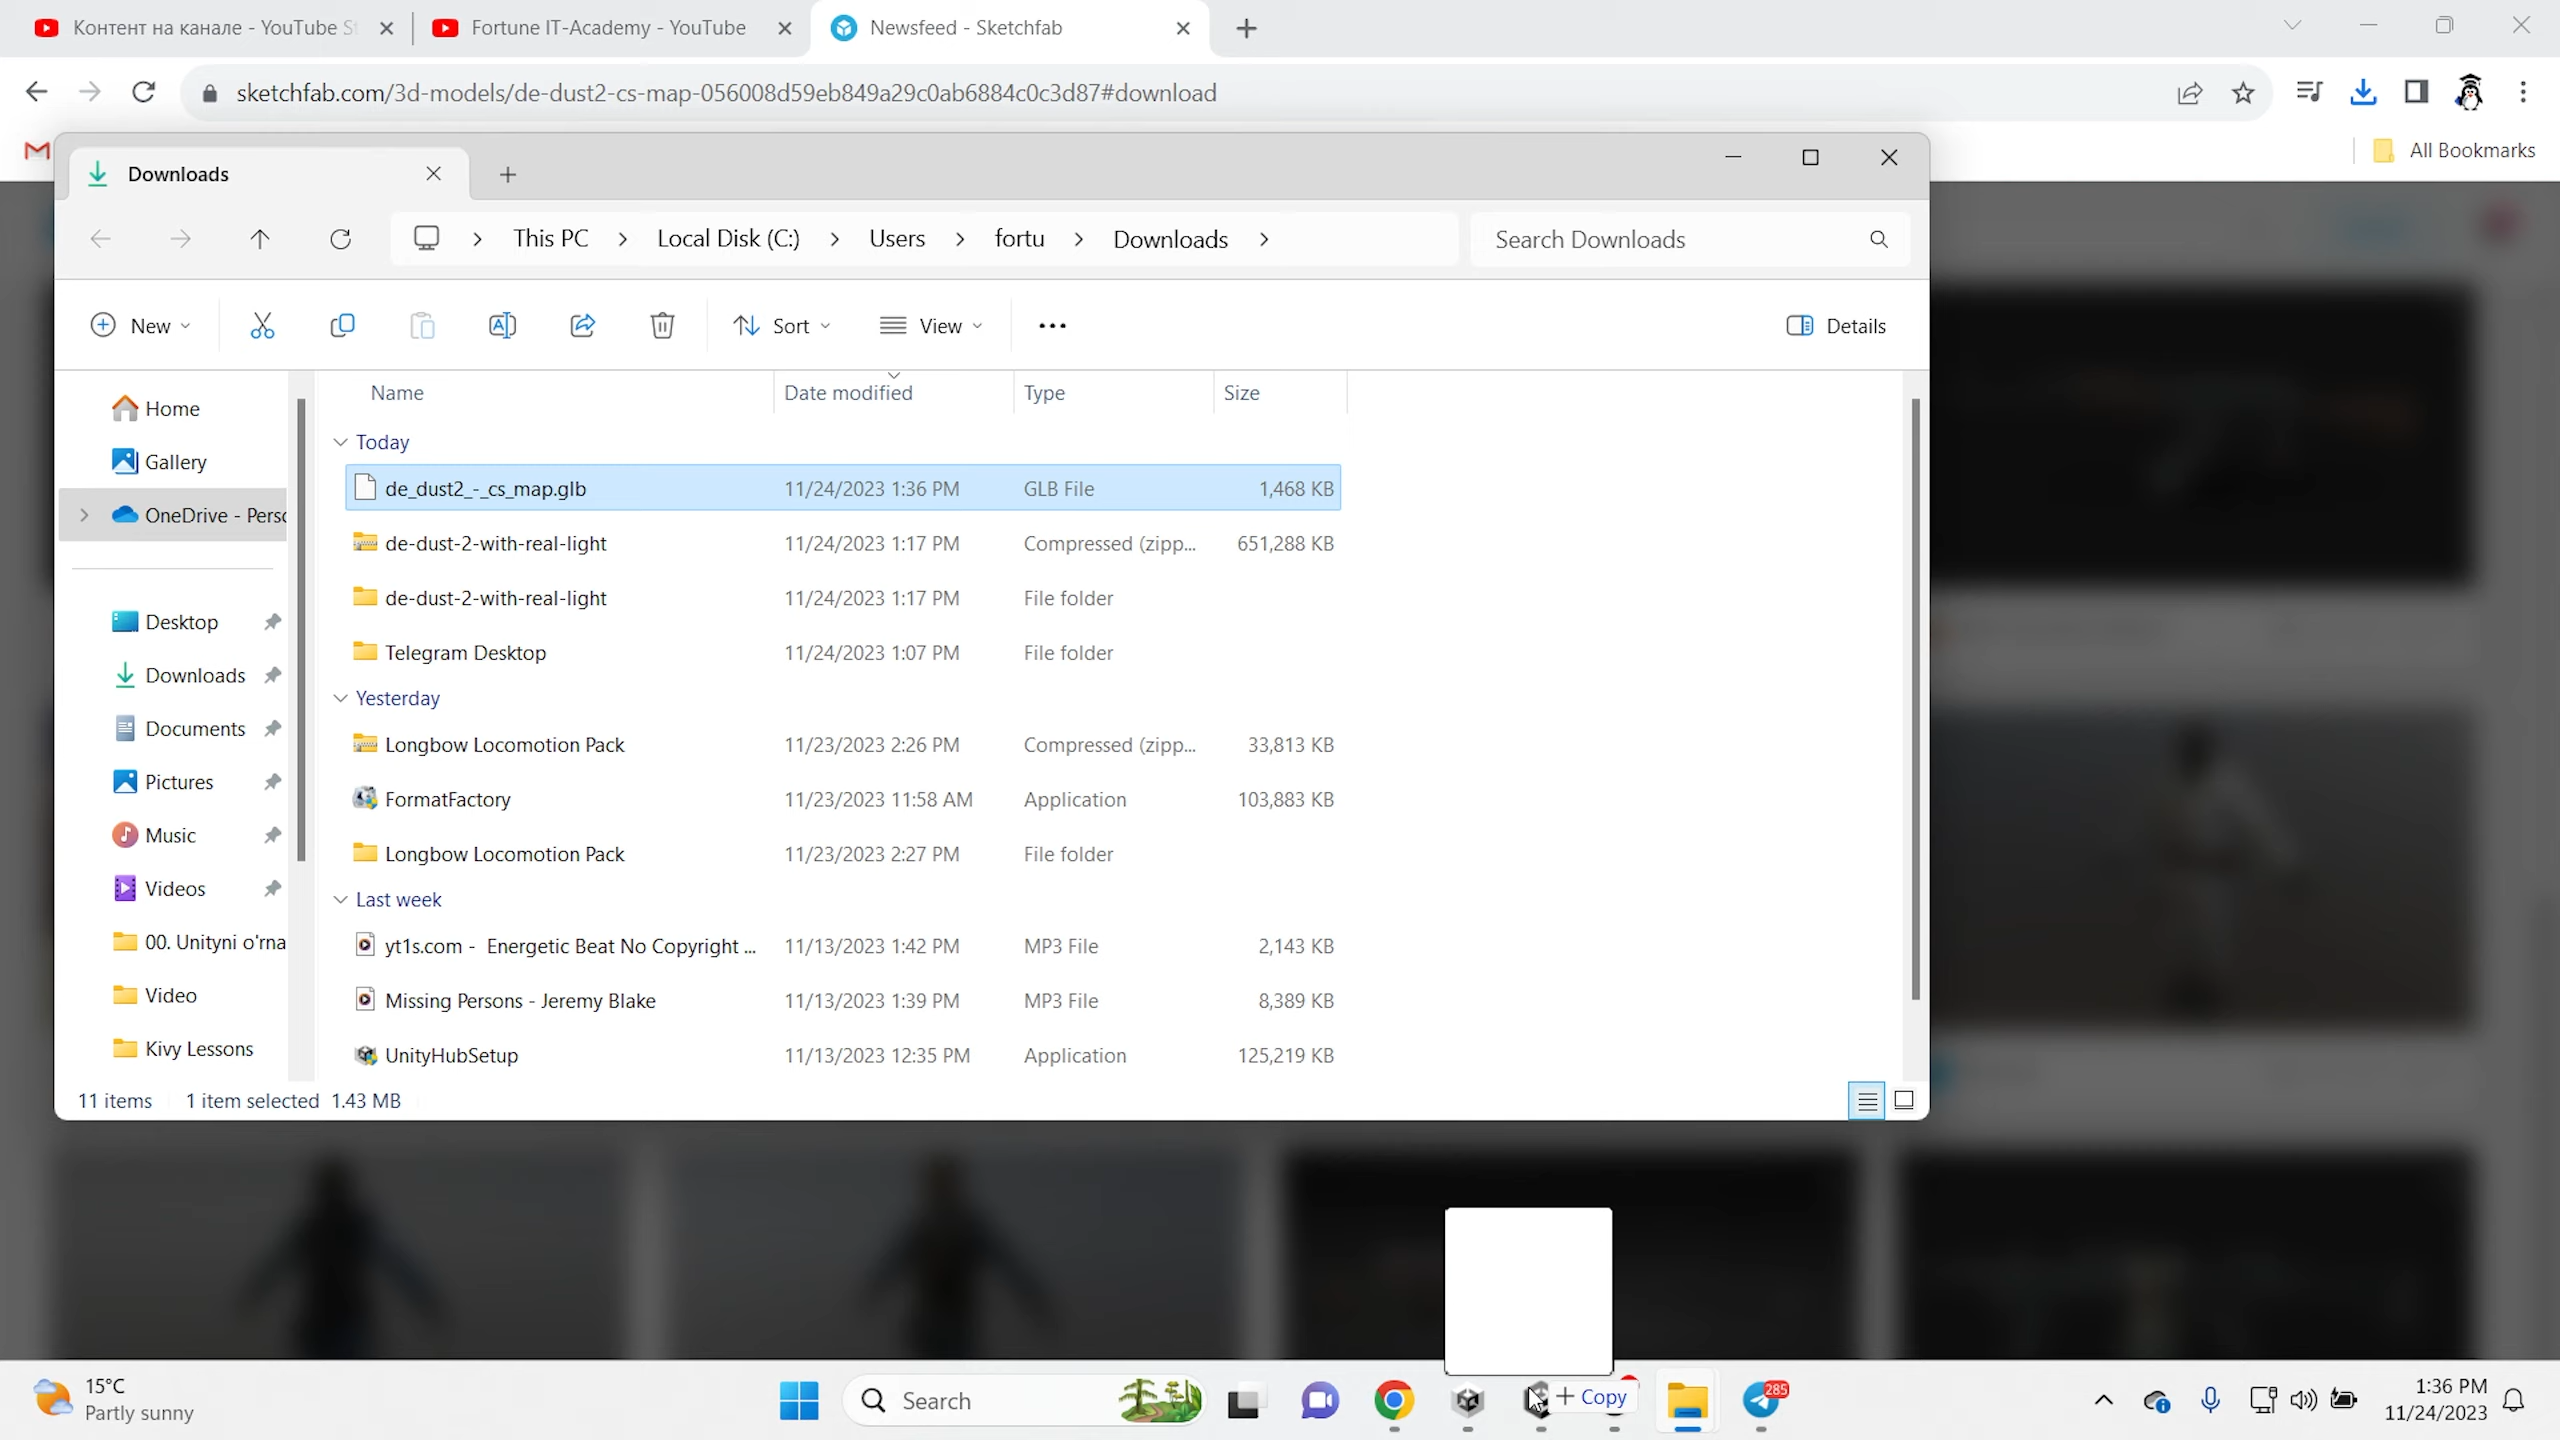 Контент на канале - YouTube St
Fortune IT-Academy - YouTube
Newsfeed - Sketchfab
sketchfab.com/3d-models/de-dust2-cs-map-056008d59eb849a29c0ab6884c0c3d87#download
All Bookmarks
Downloads
This PC
Local Disk (C:)
Users
fortu
Downloads
Search Downloads
New
Sort
View
Details
Name
Date modified
Type
Size
Home
Gallery
OneDrive - Perso
Desktop
Downloads
Documents
Pictures
Music
Videos
00. Unityni o'rna
Video
Kivy Lessons
Today
de_dust2_-_cs_map.glb 11/24/2023 1:36 PM GLB File 1,468 KB
de-dust-2-with-real-light 11/24/2023 1:17 PM Compressed (zipp... 651,288 KB
de-dust-2-with-real-light 11/24/2023 1:17 PM File folder
Telegram Desktop 11/24/2023 1:07 PM File folder
Yesterday
Longbow Locomotion Pack 11/23/2023 2:26 PM Compressed (zipp... 33,813 KB
FormatFactory 11/23/2023 11:58 AM Application 103,883 KB
Longbow Locomotion Pack 11/23/2023 2:27 PM File folder
Last week
yt1s.com - Energetic Beat No Copyright ... 11/13/2023 1:42 PM MP3 File 2,143 KB
Missing Persons - Jeremy Blake 11/13/2023 1:39 PM MP3 File 8,389 KB
UnityHubSetup 11/13/2023 12:35 PM Application 125,219 KB
11 items 1 item selected 1.43 MB
15°C
Partly sunny
Search
+ Copy
285
1:36 PM
11/24/2023